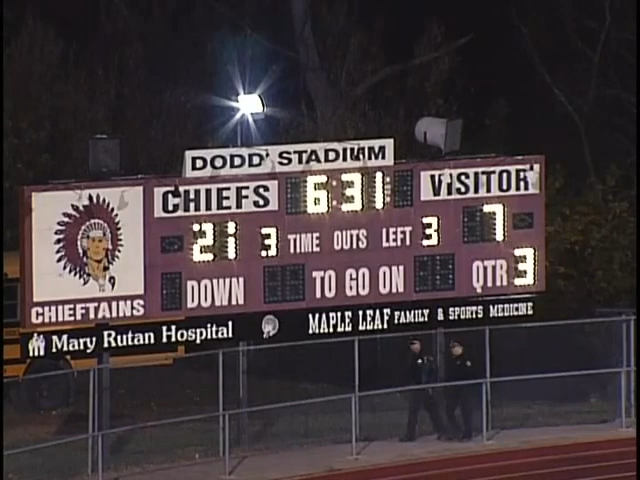 DODD STADIUM
CHIEFS 6:31 VISITOR
21 3 TIME OUTS LEFT 3 7
DOWN TO GO ON QTR 3
CHIEFTAINS
Mary Rutan Hospital MAPLE LEAF FAMILY & SPORTS MEDICINE